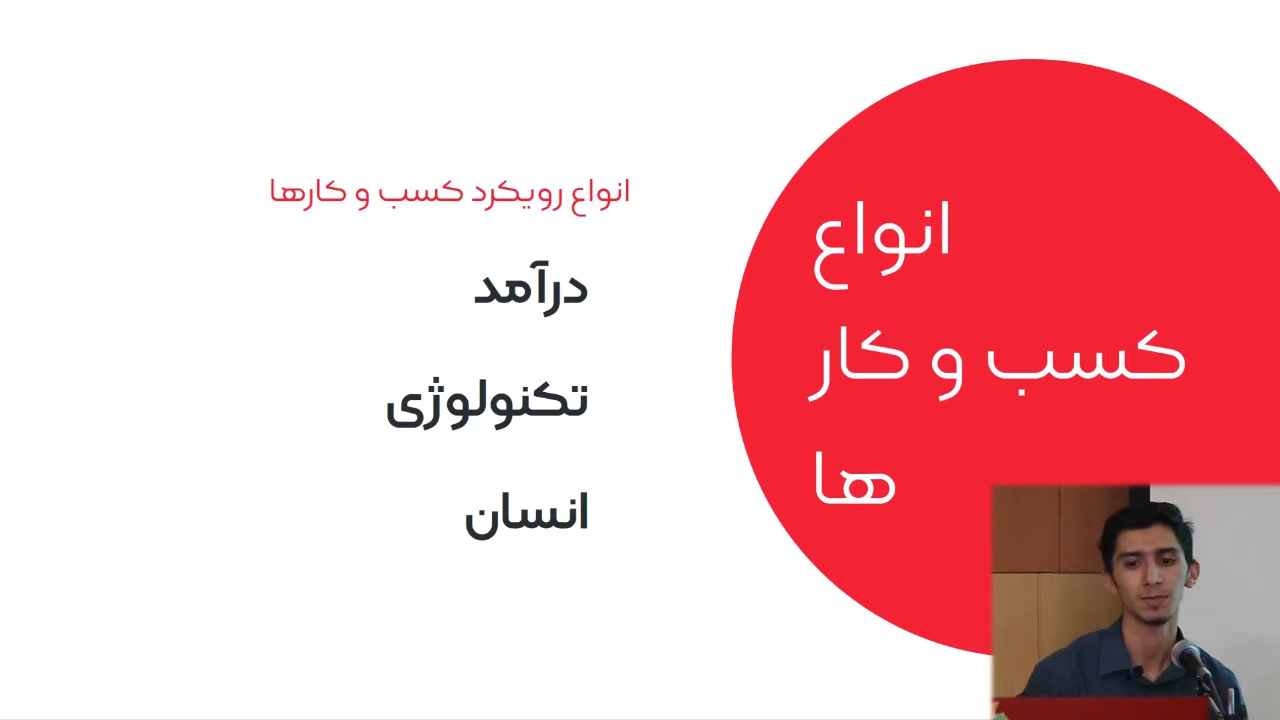 انواع
کسب و کار
ها
انواع رویکرد کسب و کارها
درآمد
تکنولوژی
انسان